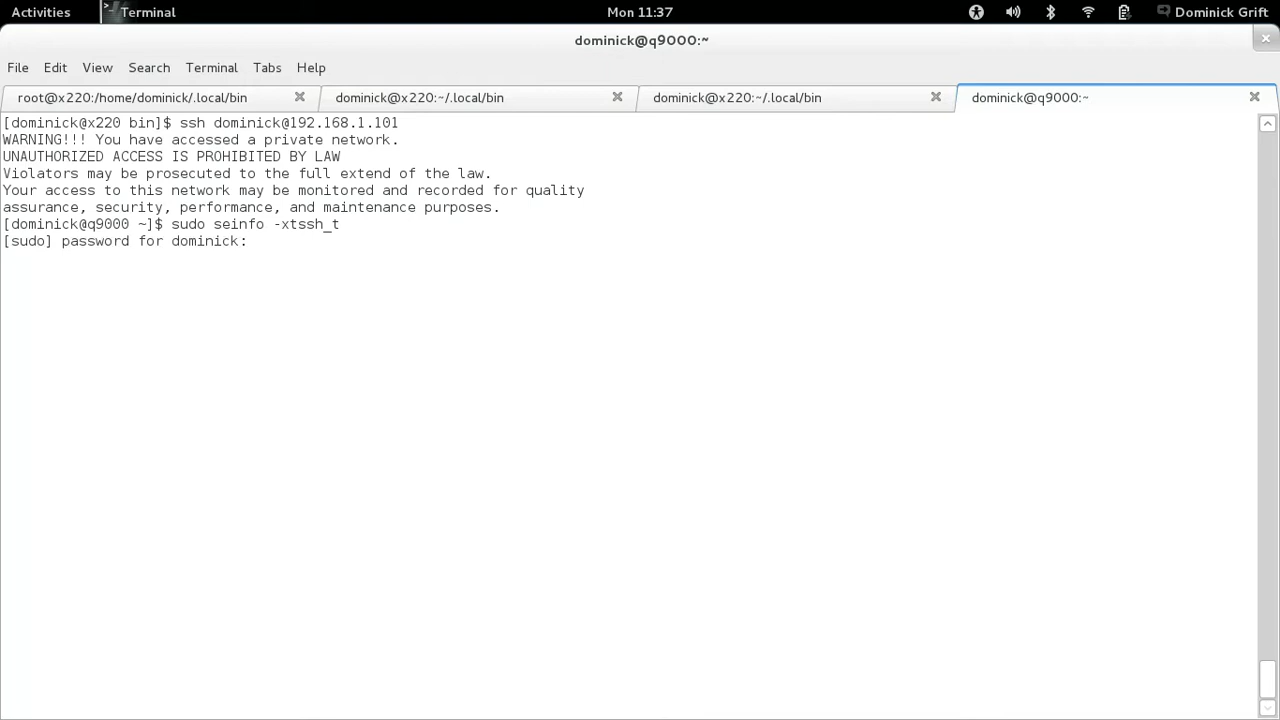 Activities
Terminal
Mon 11:37
Dominick Grift
dominick@q9000:~
File Edit View Search Terminal Tabs Help
root@x220:/home/dominick/.local/bin
dominick@x220:~/.local/bin
dominick@x220:~/.local/bin
dominick@q9000:~
[dominick@x220 bin]$ ssh dominick@192.168.1.101
WARNING!!! You have accessed a private network.
UNAUTHORIZED ACCESS IS PROHIBITED BY LAW
Violators may be prosecuted to the full extend of the law.
Your access to this network may be monitored and recorded for quality
assurance, security, performance, and maintenance purposes.
[dominick@q9000 ~]$ sudo seinfo -xtssh_t
[sudo] password for dominick: